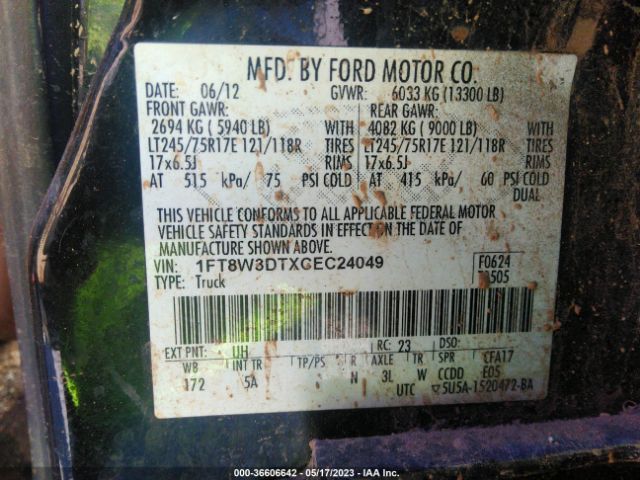 MFD. BY FORD MOTOR CO.
DATE: 06/12 GVWR: 6033 KG (13300 LB)
FRONT GAWR: REAR GAWR:
2694 KG ( 5940 LB) WITH 4082 KG ( 9000 LB) WITH
LT245/75R17E 121/118R TIRES LT245/75R17E 121/118R TIRES
17x6.5J RIMS 17x6.5J RIMS
AT 515 kPa/ 75 PSI COLD AT 415 kPa/ 60 PSI COLD
DUAL
THIS VEHICLE CONFORMS TO ALL APPLICABLE FEDERAL MOTOR
VEHICLE SAFETY STANDARDS IN EFFECT ON THE DATE OF
MANUFACTURE SHOWN ABOVE.
VIN: 1FT8W3DTXCEC24049 F0624
TYPE: Truck 505
EXT PNT: UH RC: 23 DSO:
WB INT TR TP/PS R AXLE TR SPR CFA17
172 5A N 3L W CCDD E05
UTC ▽5U5A-1520472-BA
000-36606642 - 05/17/2023 - IAA Inc.